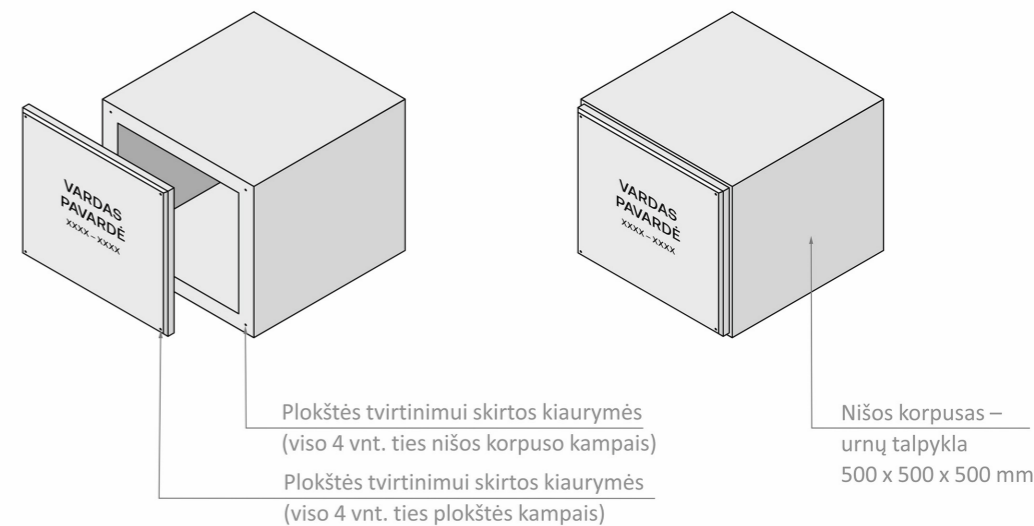 VARDAS
PAVARDĖ
XXXX–XXXX
VARDAS
PAVARDĖ
XXXX–XXXX
Plokštės tvirtinimui skirtos kiaurymės
(viso 4 vnt. ties nišos korpuso kampais)
Plokštės tvirtinimui skirtos kiaurymės
(viso 4 vnt. ties plokštės kampais)
Nišos korpusas –
urnų talpykla
500 x 500 x 500 mm